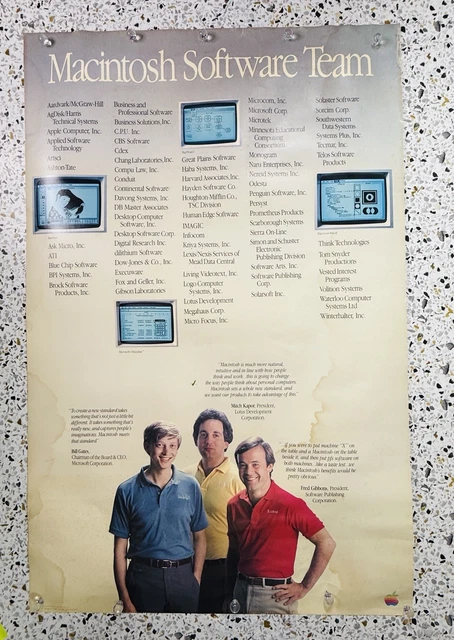 Macintosh Software Team
Aardvark/McGraw-Hill
AgDisk/Harris
Technical Systems
Apple Computer, Inc.
Applied Software
Technology
Artsci
Ashton-Tate
Ask Micro, Inc.
ATI
Blue Chip Software
BPI Systems, Inc.
Brock Software
Products, Inc.
Business and
Professional Software
Business Solutions, Inc.
C.P.U. Inc.
CBS Software
Cdex
Chang Laboratories, Inc.
Compu Law, Inc.
Conduit
Continental Software
Davong Systems, Inc.
DB Master Associates
Desktop Computer
Software, Inc.
Desktop Software Corp.
Digital Research Inc.
dilithium Software
Dow-Jones & Co., Inc.
Execuware
Fox and Geller, Inc.
Gibson Laboratories
Great Plains Software
Haba Systems, Inc.
Harvard Associates, Inc.
Hayden Software Co.
Houghton-Mifflin Co.,
TSC Division
Human Edge Software
IMAGIC
Infocom
Kriya Systems, Inc.
Lexis/Nexis Services of
Mead Data Central
Living Videotext, Inc.
Logo Computer
Systems, Inc.
Lotus Development
Megahaus Corp.
Micro Focus, Inc.
Microcom, Inc.
Microsoft Corp.
Microtek
Minnesota Educational
Computing
Consortium
Monogram
Naro Enterprises, Inc.
Nemid Systems Inc.
Odesta
Penguin Software, Inc.
Persyst
Prometheus Products
Scarborough Systems
Sierra On-Line
Simon and Schuster
Electronic
Publishing Division
Software Arts, Inc.
Software Publishing
Corp.
Solarsoft Inc.
Solaster Software
Sorcim Corp.
Southwestern
Data Systems
Systems Plus, Inc.
Tecmar, Inc.
Telos Software
Products
Think Technologies
Tom Snyder
Productions
Vested Interest
Programs
Volition Systems
Waterloo Computer
Systems Ltd
Winterhalter, Inc.
"Macintosh is much more natural,
intuitive and in line with how people
think and work...this is going to change
the way people think about personal computers.
Macintosh sets a whole new standard, and
we want our products to take advantage of this."
Mitch Kapor, President,
Lotus Development
Corporation.
"To create a new standard takes
something that's not just a little bit
different. It takes something that's
really new, and captures people's
imaginations. Macintosh meets
that standard."
Bill Gates,
Chairman of the Board & CEO,
Microsoft Corporation.
"If you were to put machine "X" on
the table and a Macintosh on the table
beside it, and then put pfs software on
both machines...like a taste test, we
think Macintosh's benefits would be
pretty obvious."
Fred Gibbons, President,
Software Publishing
Corporation.